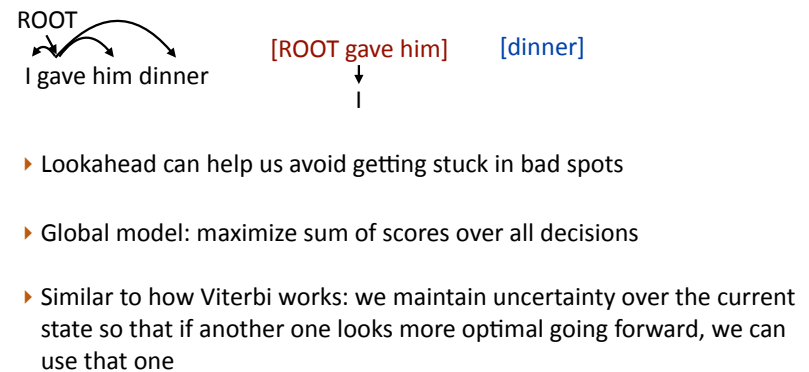 ROOT
I gave him dinner
[ROOT gave him] [dinner]
I
Lookahead can help us avoid getting stuck in bad spots
Global model: maximize sum of scores over all decisions
Similar to how Viterbi works: we maintain uncertainty over the current
state so that if another one looks more optimal going forward, we can
use that one